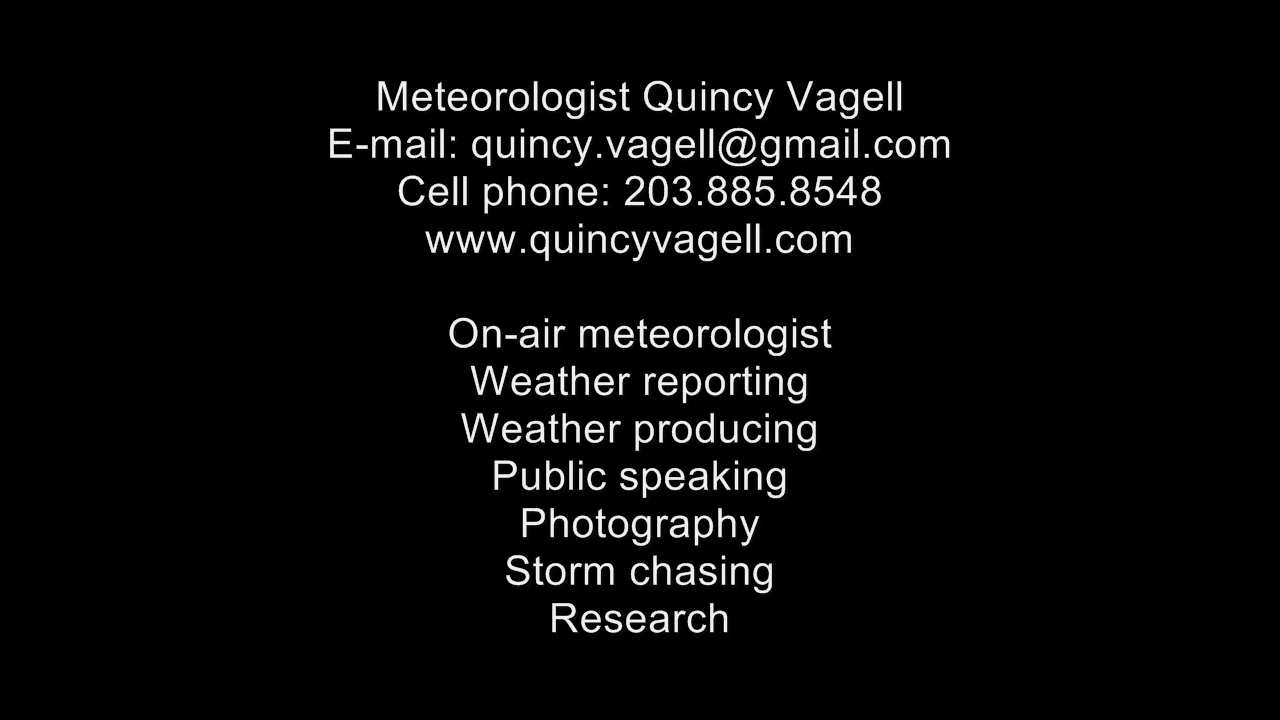 Meteorologist Quincy Vagell
E-mail: quincy.vagell@gmail.com
Cell phone: 203.885.8548
www.quincyvagell.com
On-air meteorologist
Weather reporting
Weather producing
Public speaking
Photography
Storm chasing
Research